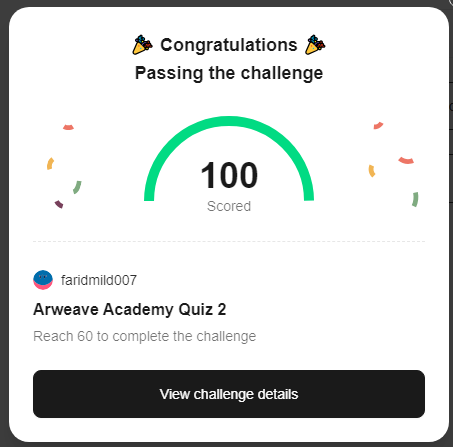 Congratulations
Passing the challenge
100
Scored
faridmild007
Arweave Academy Quiz 2
Reach 60 to complete the challenge
View challenge details